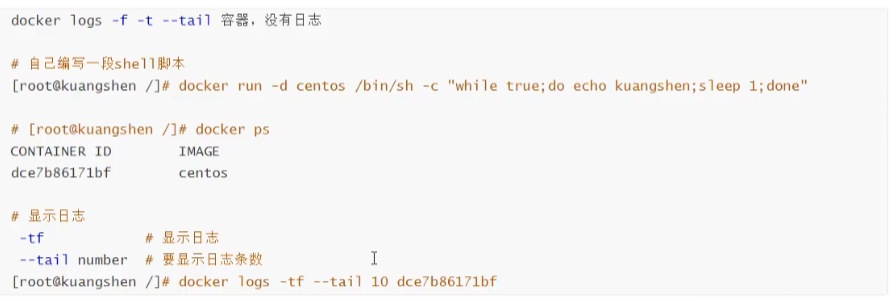 docker logs -f -t --tail 容器，没有日志
# 自己编写一段shell脚本
[root@kuangshen /]# docker run -d centos /bin/sh -c "while true;do echo kuangshen;sleep 1;done"
# [root@kuangshen /]# docker ps
CONTAINER ID        IMAGE
dce7b86171bf        centos
# 显示日志
-tf             # 显示日志
--tail number  # 要显示日志条数
[root@kuangshen /]# docker logs -tf --tail 10 dce7b86171bf